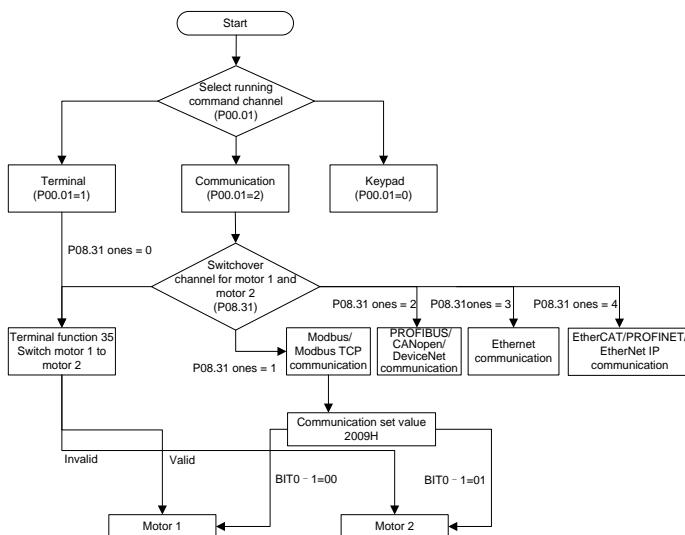 Start
Select running
command channel
(P00.01)
Terminal
(P00.01=1)
Communication
(P00.01=2)
Keypad
(P00.01=0)
P08.31 ones = 0
Switchover
channel for motor 1 and
motor 2
(P08.31)
P08.31 ones = 2
P08.31ones = 3
P08.31 ones = 4
Terminal function 35
Switch motor 1 to
motor 2
P08.31 ones = 1
Modbus/
Modbus TCP
communication
PROFIBUS/
CANopen/
DeviceNet
communication
Ethernet
communication
EtherCAT/PROFINET/
EtherNet IP
communication
Communication set value
2009H
Invalid
Valid
BIT0–1=00
BIT0–1=01
Motor 1
Motor 2